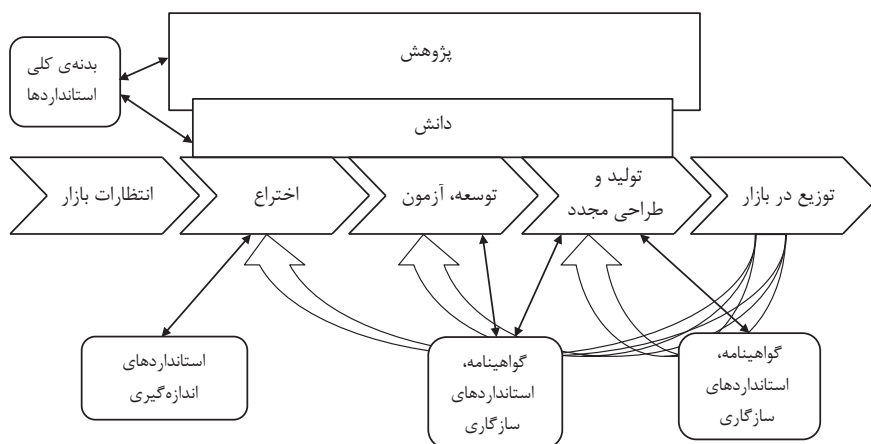 پژوهش
بدنه‌ی کلی
استانداردها
دانش
انتظارات بازار
اختراع
توسعه، آزمون
تولید و
طراحی مجدد
توزیع در بازار
استانداردهای
اندازه‌گیری
گواهینامه،
استانداردهای
سازگاری
گواهینامه،
استانداردهای
سازگاری